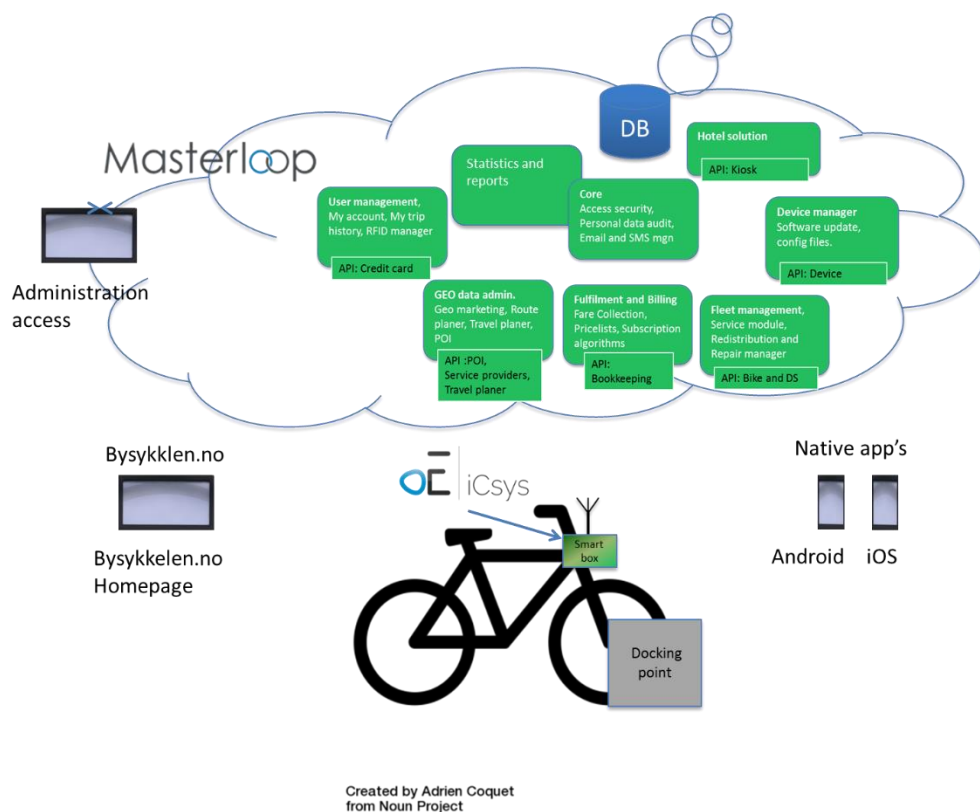 DB
Masterloop
Hotel solution
API: Kiosk
Statistics and
reports
Core
Access security,
Personal data audit,
Email and SMS mgn
User management,
My account, My trip
history, RFID manager
API: Credit card
Device manager
Software update,
config files.
API: Device
Administration
access
GEO data admin.
Geo marketing, Route
planer, Travel planer,
POI
API :POI,
Service providers,
Travel planer
Fulfilment and Billing
Fare Collection,
Pricelists, Subscription
algorithms
API:
Bookkeeping
Fleet management,
Service module,
Redistribution and
Repair manager
API: Bike and DS
Bysykklen.no
Bysykkelen.no
Homepage
iCsys
Native app's
Android
iOS
Smart
box
Docking
point
Created by Adrien Coquet
from Noun Project